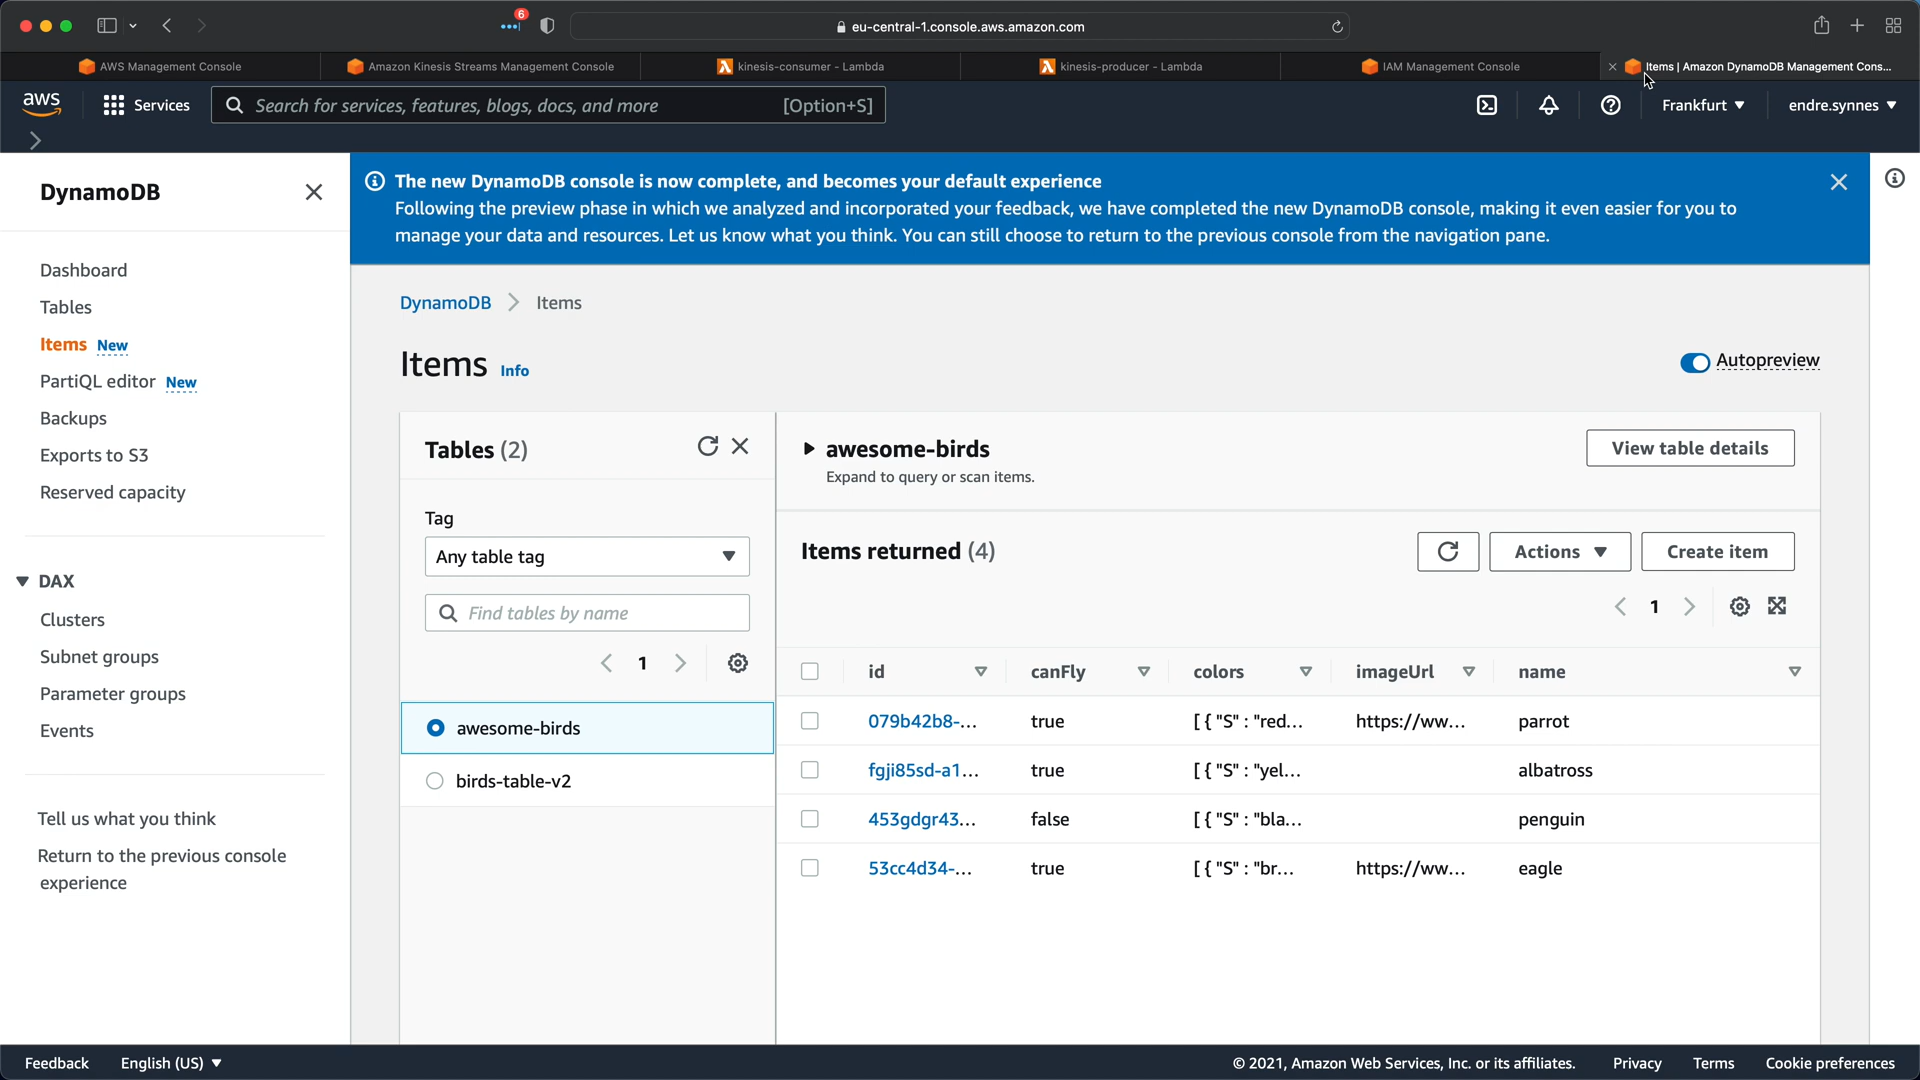 6
eu-central-1.console.aws.amazon.com
AWS Management Console
Amazon Kinesis Streams Management Console
kinesis-consumer - Lambda
kinesis-producer - Lambda
IAM Management Console
Items | Amazon DynamoDB Management Cons...
aws
Services
Search for services, features, blogs, docs, and more
[Option+S]
Frankfurt
endre.synnes
DynamoDB
Dashboard
Tables
Items New
PartiQL editor New
Backups
Exports to S3
Reserved capacity
DAX
Clusters
Subnet groups
Parameter groups
Events
Tell us what you think
Return to the previous console
experience
The new DynamoDB console is now complete, and becomes your default experience
Following the preview phase in which we analyzed and incorporated your feedback, we have completed the new DynamoDB console, making it even easier for you to
manage your data and resources. Let us know what you think. You can still choose to return to the previous console from the navigation pane.
DynamoDB > Items
Items Info
Autopreview
Tables (2)
Tag
Any table tag
Find tables by name
1
awesome-birds
birds-table-v2
awesome-birds
Expand to query or scan items.
View table details
Items returned (4)
Actions
Create item
1
id canFly colors imageUrl name
079b42b8-... true [ { "S" : "red... https://ww... parrot
fgji85sd-a1... true [ { "S" : "yel... albatross
453gdgr43... false [ { "S" : "bla... penguin
53cc4d34-... true [ { "S" : "br... https://ww... eagle
Feedback
English (US)
© 2021, Amazon Web Services, Inc. or its affiliates.
Privacy
Terms
Cookie preferences